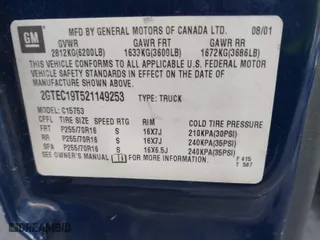 GM
MFD BY GENERAL MOTORS OF CANADA LTD. 08/01
GVWR GAWR FRT GAWR RR
2812KG(6200LB) 1633KG(3600LB) 1672KG(3686LB)
THIS VEHICLE CONFORMS TO ALL APPLICABLE U.S. FEDERAL MOTOR
VEHICLE SAFETY STANDARDS IN EFFECT ON THE DATE OF
MANUFACTURE SHOWN ABOVE.
2GTEC19T521149253 TYPE: TRUCK
MODEL: C15753
TIRE SIZE SPEED RTG RIM COLD TIRE PRESSURE
FRT P255/70R16 S 16X7J 210KPA(30PSI)
RR P255/70R16 S 16X7J 240KPA(35PSI)
SPA P255/70R16 S 16X6.5J 240KPA(35PSI)
SEE OWNER'S MANUAL FOR ADDITIONAL INFORMATION
F 415
T 587